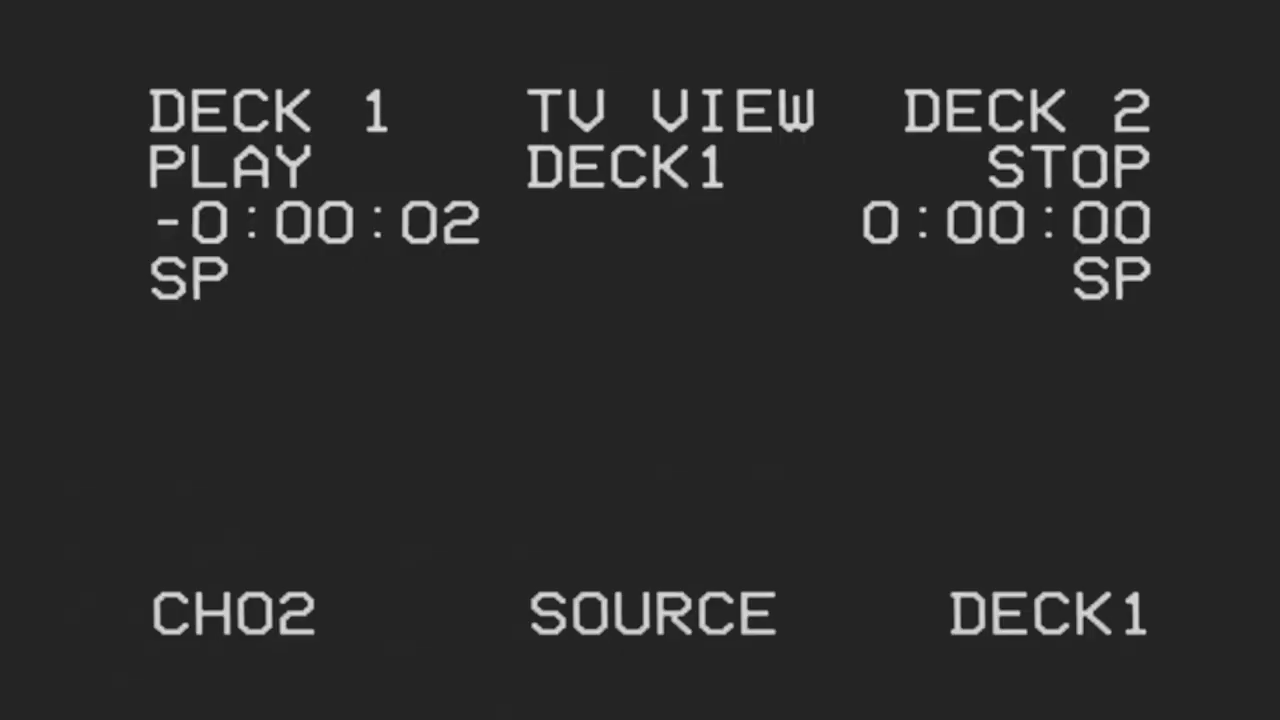 DECK 1 TV VIEW DECK 2
PLAY DECK1 STOP
-0:00:02 0:00:00
SP SP
CH02 SOURCE DECK1